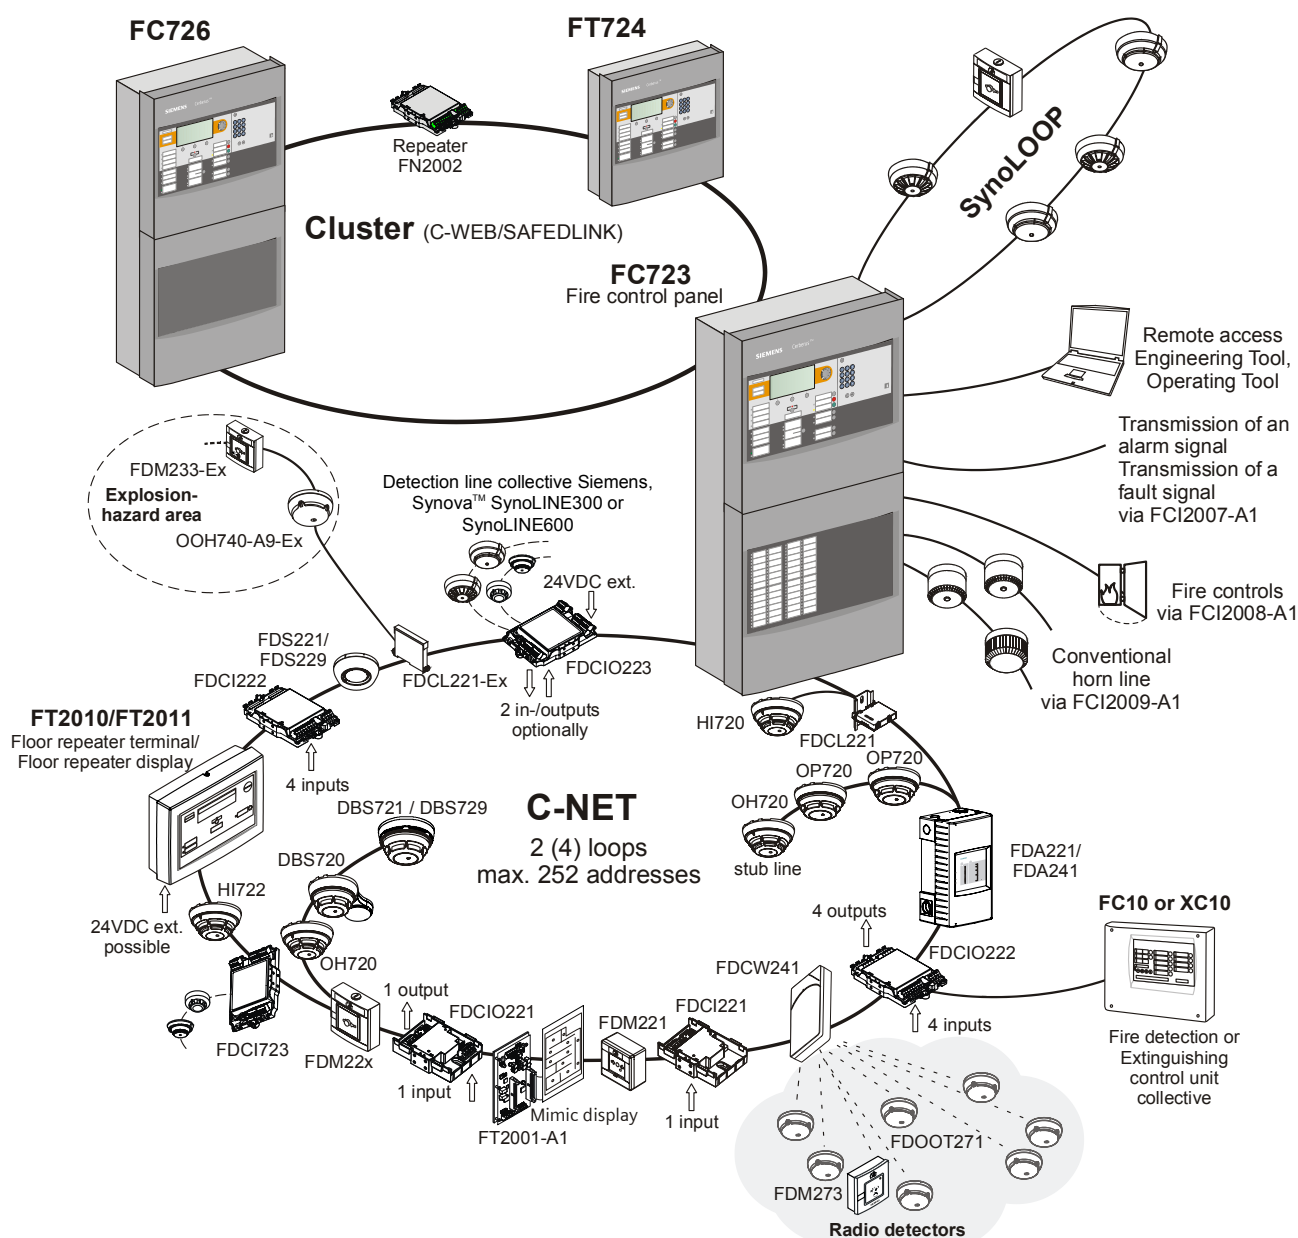 FC726
FT724
Repeater
FN2002
SynoLOOP
Cluster (C-WEB/SAFEDLINK)
FC723
Fire control panel
SIEMENS
SIEMENS
SIEMENS
Remote access
Engineering Tool,
Operating Tool
Transmission of an
alarm signal
Transmission of a
fault signal
via FCI2007-A1
FDM233-Ex
Explosion-
hazard area
OOH740-A9-Ex
Detection line collective Siemens,
Synova™ SynoLINE300 or
SynoLINE600
24VDC ext.
Fire controls
via FCI2008-A1
FDS221/
FDS229
FDCL221-Ex
FDCIO223
FDCI222
2 in-/outputs
optionally
Conventional
horn line
via FCI2009-A1
FT2010/FT2011
Floor repeater terminal/
Floor repeater display
4 inputs
HI720
FDCL221
OP720
OP720
OH720
stub line
C-NET
2 (4) loops
max. 252 addresses
DBS721 / DBS729
DBS720
HI722
24VDC ext.
possible
OH720
FDA221/
FDA241
FC10 or XC10
4 outputs
FDCIO222
FDCW241
4 inputs
Fire detection or
Extinguishing
control unit
collective
FDCI723
FDM22x
1 output
FDCIO221
1 input
FT2001-A1
Mimic display
FDM221
FDCI221
1 input
FDOOT271
FDM273
Radio detectors